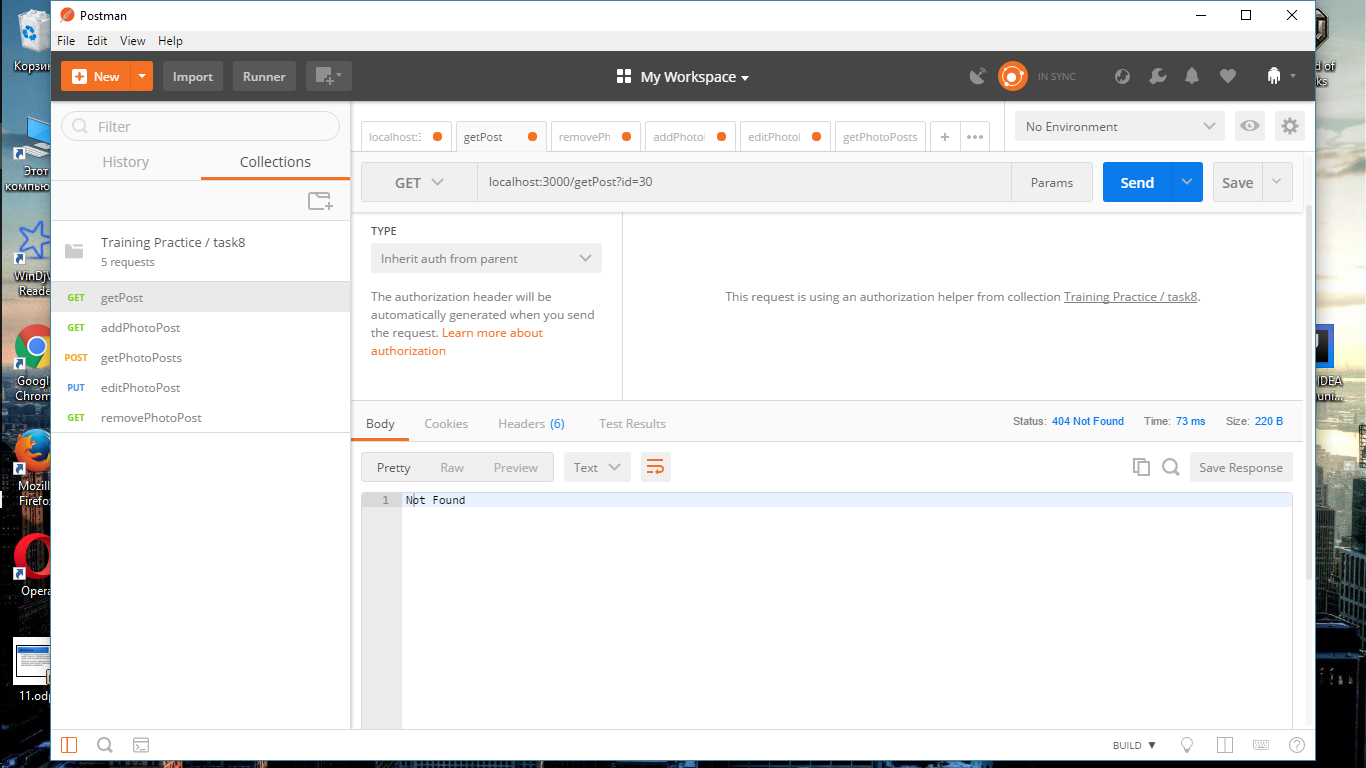 Postman
File Edit View Help
New Import Runner My Workspace IN SYNC
Filter
History Collections
Training Practice / task8
5 requests
GET getPost
GET addPhotoPost
POST getPhotoPosts
PUT editPhotoPost
GET removePhotoPost
localhost:3 getPost removePh addPhotoI editPhotoI getPhotoPosts + •••
No Environment
GET localhost:3000/getPost?id=30 Params Send Save
TYPE
Inherit auth from parent
The authorization header will be
automatically generated when you send
the request. Learn more about
authorization
This request is using an authorization helper from collection Training Practice / task8.
Body Cookies Headers (6) Test Results
Status: 404 Not Found Time: 73 ms Size: 220 B
Pretty Raw Preview Text Save Response
1 Not Found
BUILD
Корзин
Этот
компью
WinDjV
Reade
Google
Chrom
Mozill
Firefo
Opera
11.odp
d of
ks
IDEA
uni...